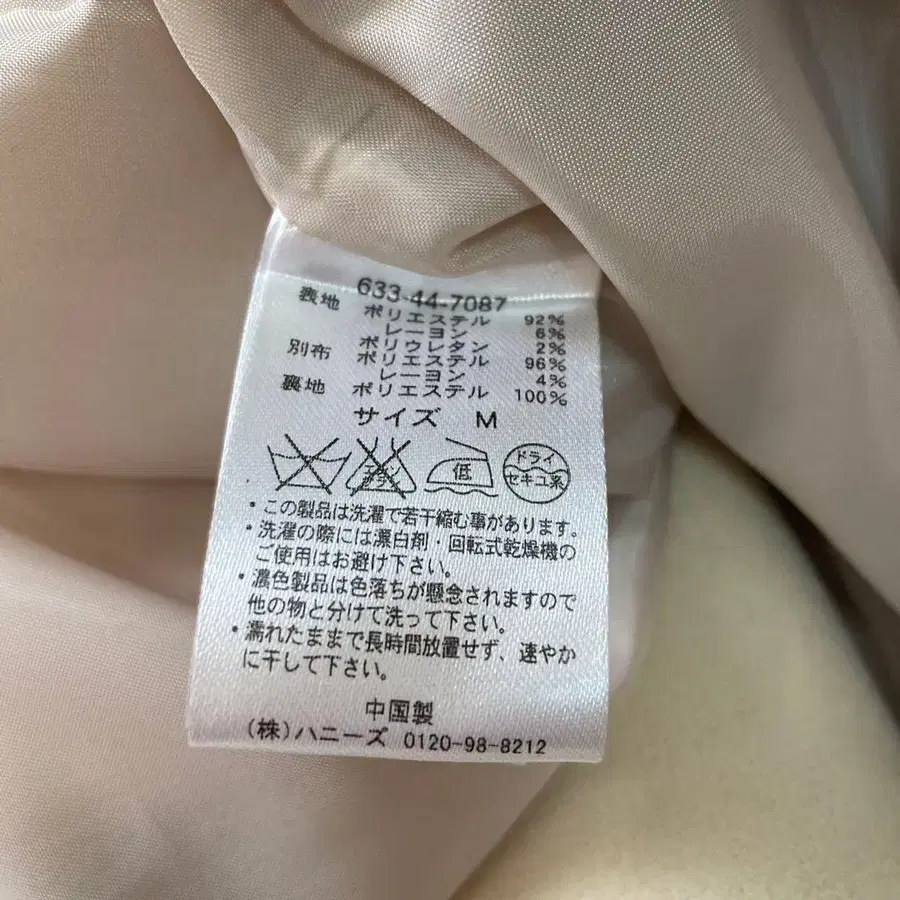 633-44-7087
表地 ポリエステル 92%
レーヨン 6%
ポリウレタン 2%
別布 ポリエステル 96%
レーヨン 4%
裏地 ポリエステル 100%
サイズ M
エンソサラシ 低 ドライ セキユ系
・この製品は洗濯で若干縮む事があります。
・洗濯の際には漂白剤・回転式乾燥機の
ご使用はお避け下さい。
・濃色製品は色落ちが懸念されますので
他の物と分けて洗って下さい。
・濡れたままで長時間放置せず、速やか
に干して下さい。
中国製
(株)ハニーズ 0120-98-8212